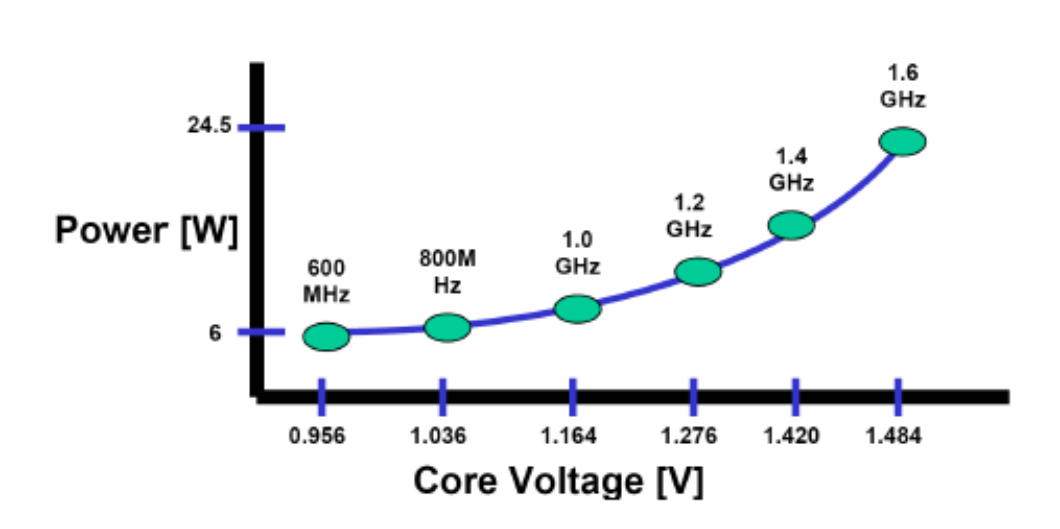 1.6
GHz
24.5
1.4
GHz
1.2
GHz
Power [W]
1.0
GHz
800M
Hz
600
MHz
6
0.956
1.036
1.164
1.276
1.420
1.484
Core Voltage [V]